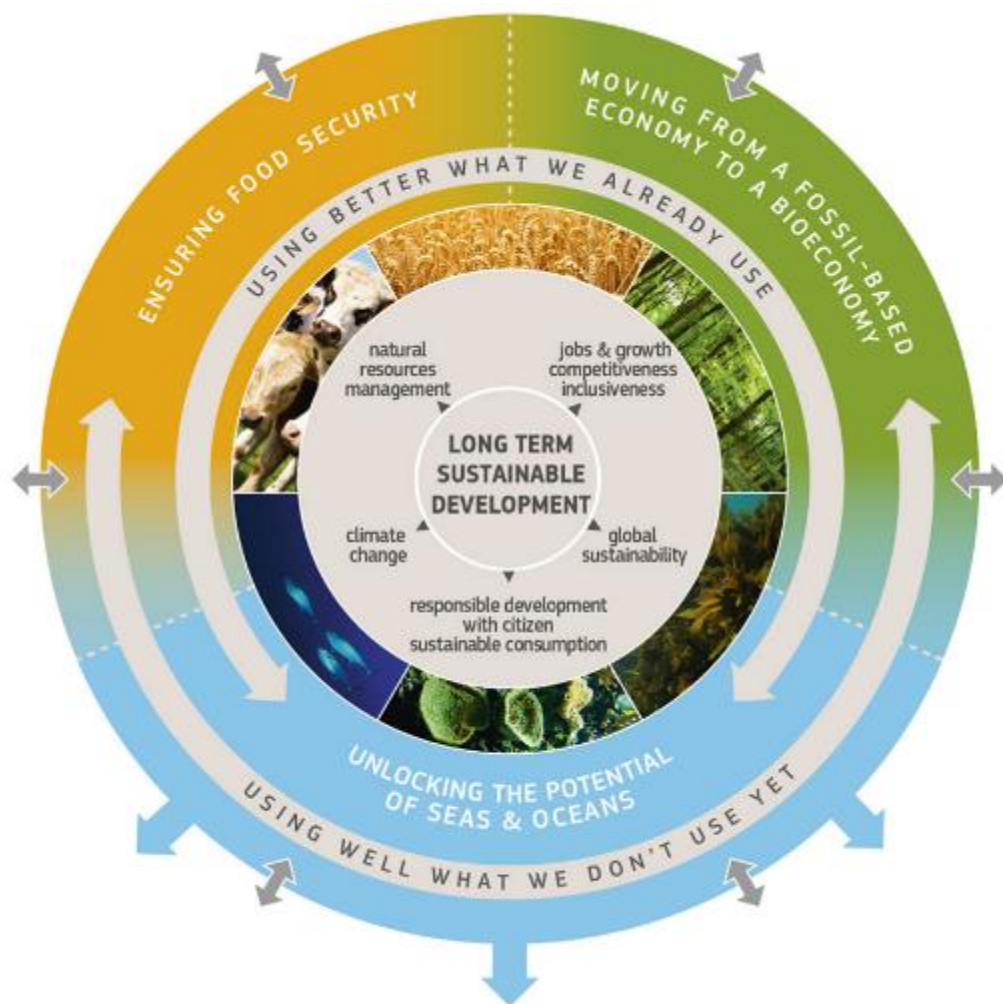 ENSURING FOOD SECURITY
MOVING FROM A FOSSIL-BASED
ECONOMY TO A BIOECONOMY
USING BETTER WHAT WE ALREADY USE
natural
resources
management
jobs & growth
competitiveness
inclusiveness
LONG TERM
SUSTAINABLE
DEVELOPMENT
climate
change
global
sustainability
responsible development
with citizen
sustainable consumption
UNLOCKING THE POTENTIAL
OF SEAS & OCEANS
USING WELL WHAT WE DON'T USE YET